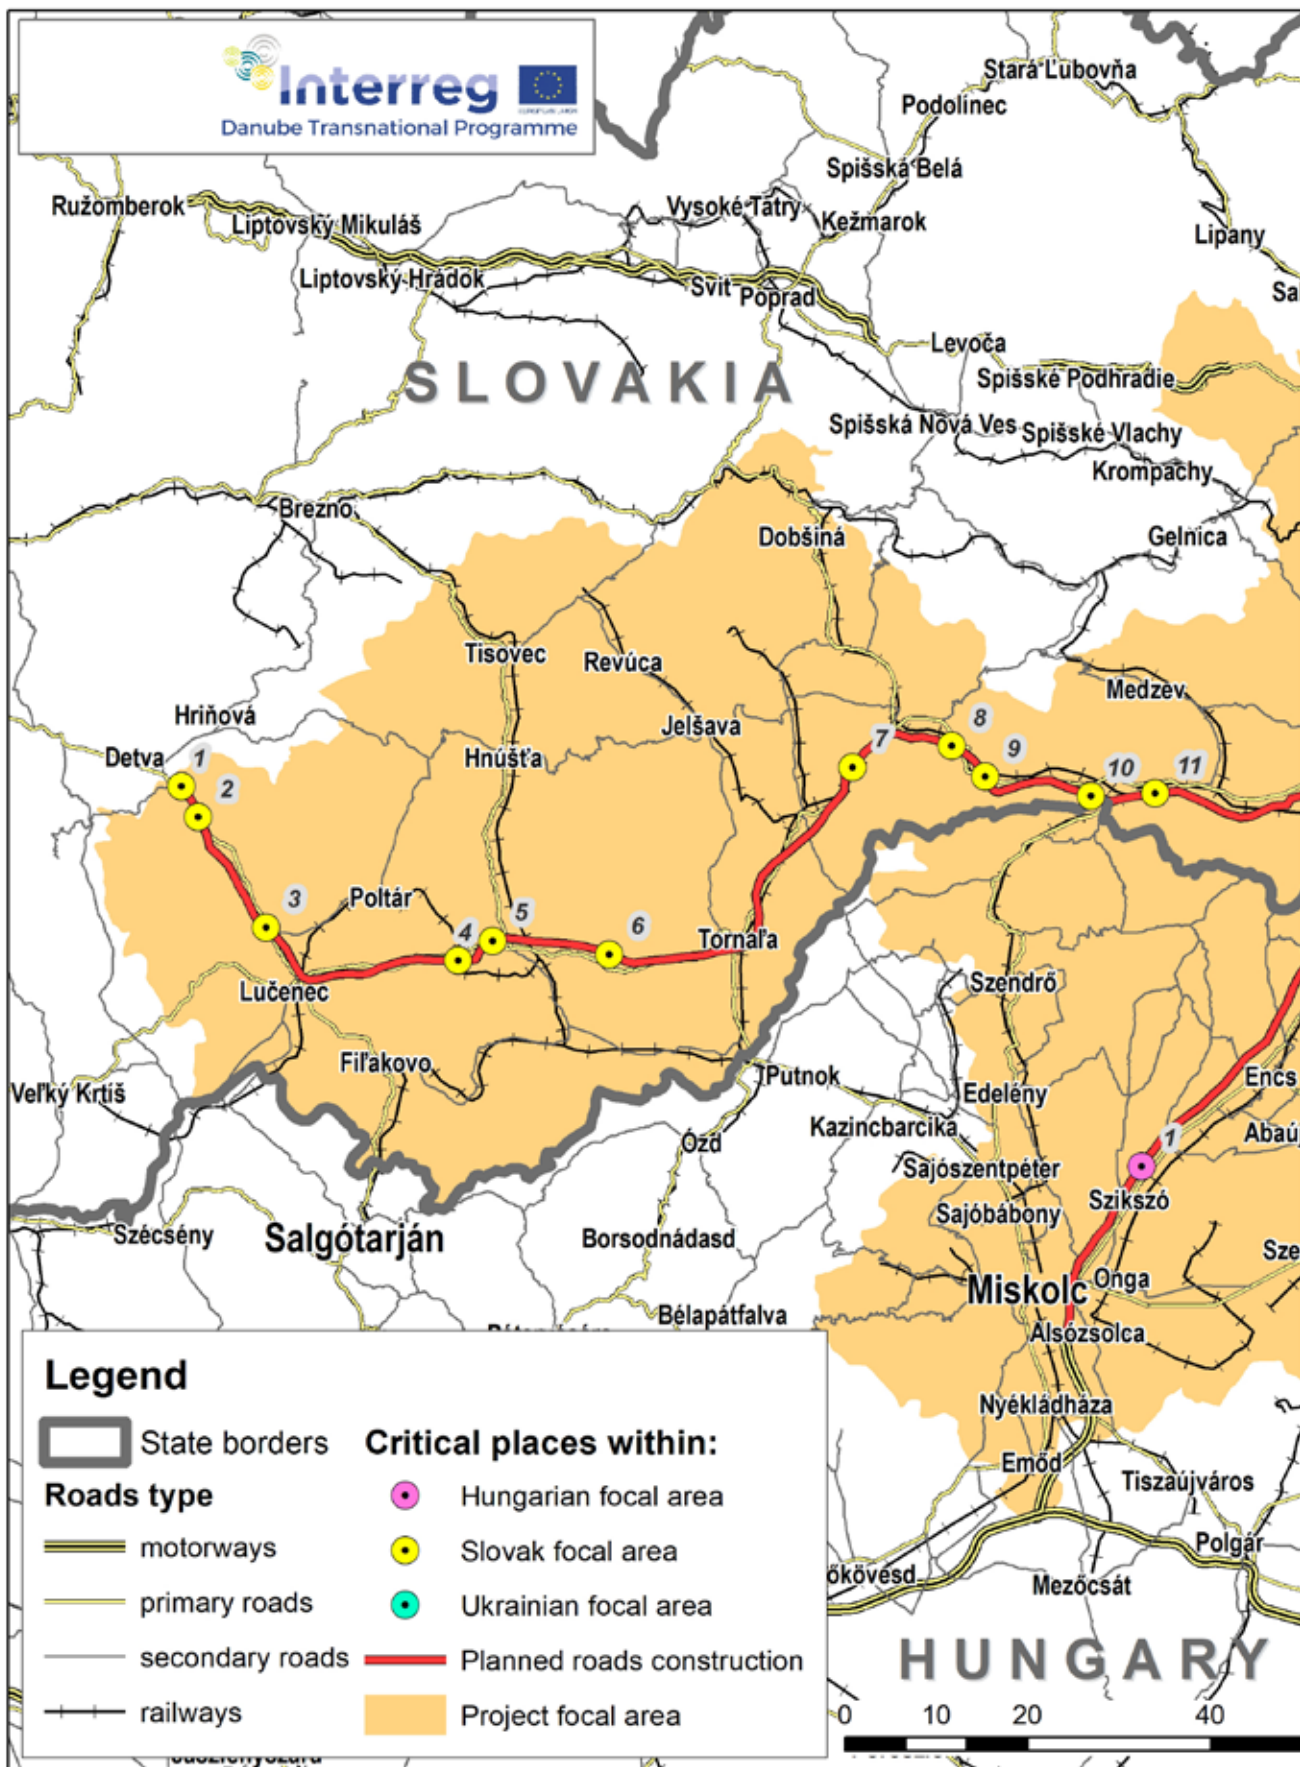 Interreg
EUROPEAN UNION
Danube Transnational Programme
Stará Ľubovňa
Podolínec
Spišská Belá
Ružomberok
Vysoké Tatry
Liptovský Mikuláš
Kežmarok
Lipany
Liptovský Hrádok
Svit
Poprad
Levoča
SLOVAKIA
Spišské Podhradie
Spišská Nová Ves
Spišské Vlachy
Krompachy
Brezno
Dobšiná
Gelnica
Tisovec
Revúca
Medzev
Hriňová
Jelšava
Detva
Hnúšťa
1
2
3
4
5
6
7
8
9
10
11
Poltár
Tornaľa
Lučenec
Szendrő
Fiľakovo
Putnok
Encs
Veľký Krtíš
Edelény
Kazincbarcika
Ózd
1
Sajószentpéter
Szikszó
Sajóbábony
Szécsény
Salgótarján
Borsodnádasd
Miskolc
Onga
Bélapátfalva
Alsózsolca
Nyékládháza
Emőd
Tiszaújváros
Polgár
Mezőcsát
HUNGARY
Legend
State borders
Roads type
motorways
primary roads
secondary roads
railways
Critical places within:
Hungarian focal area
Slovak focal area
Ukrainian focal area
Planned roads construction
Project focal area
0 10 20 40